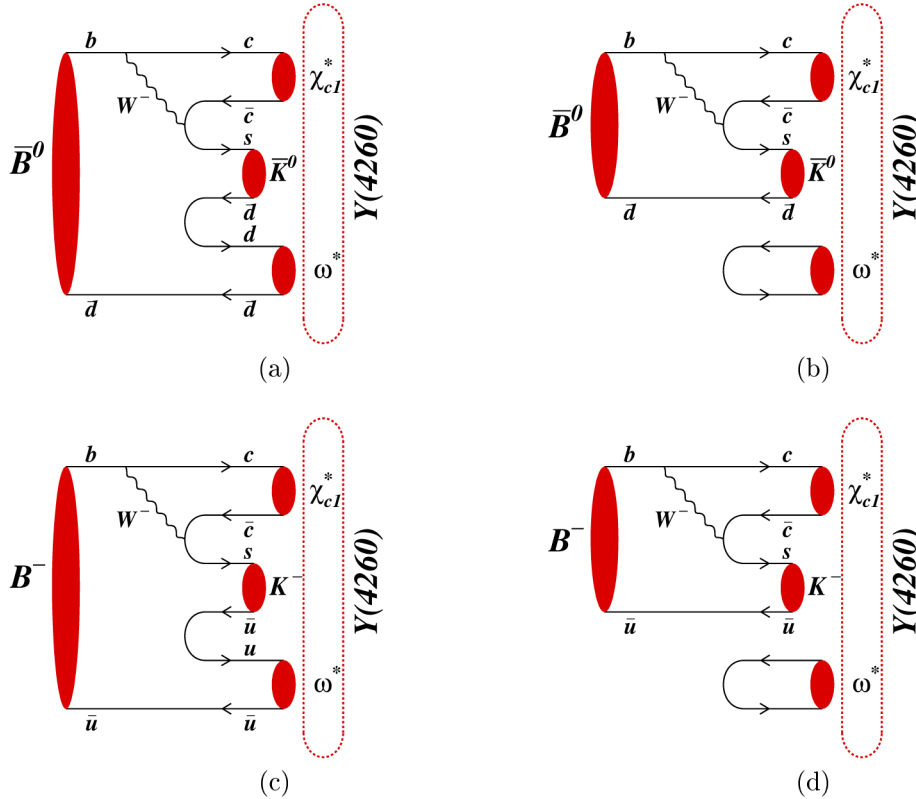 b c
χ*c1
W⁻ c̄
s
B̄⁰ K̄⁰ Y(4260)
d̄
d
ω*
d̄ d̄
(a)
b c
χ*c1
W⁻ c̄
B̄⁰ s
K̄⁰ Y(4260)
d̄ d̄
ω*
(b)
b c
χ*c1
W⁻ c̄
s
B⁻ K⁻ Y(4260)
ū
u
ω*
ū ū
(c)
b c
χ*c1
W⁻ c̄
B⁻ s
K⁻ Y(4260)
ū ū
ω*
(d)